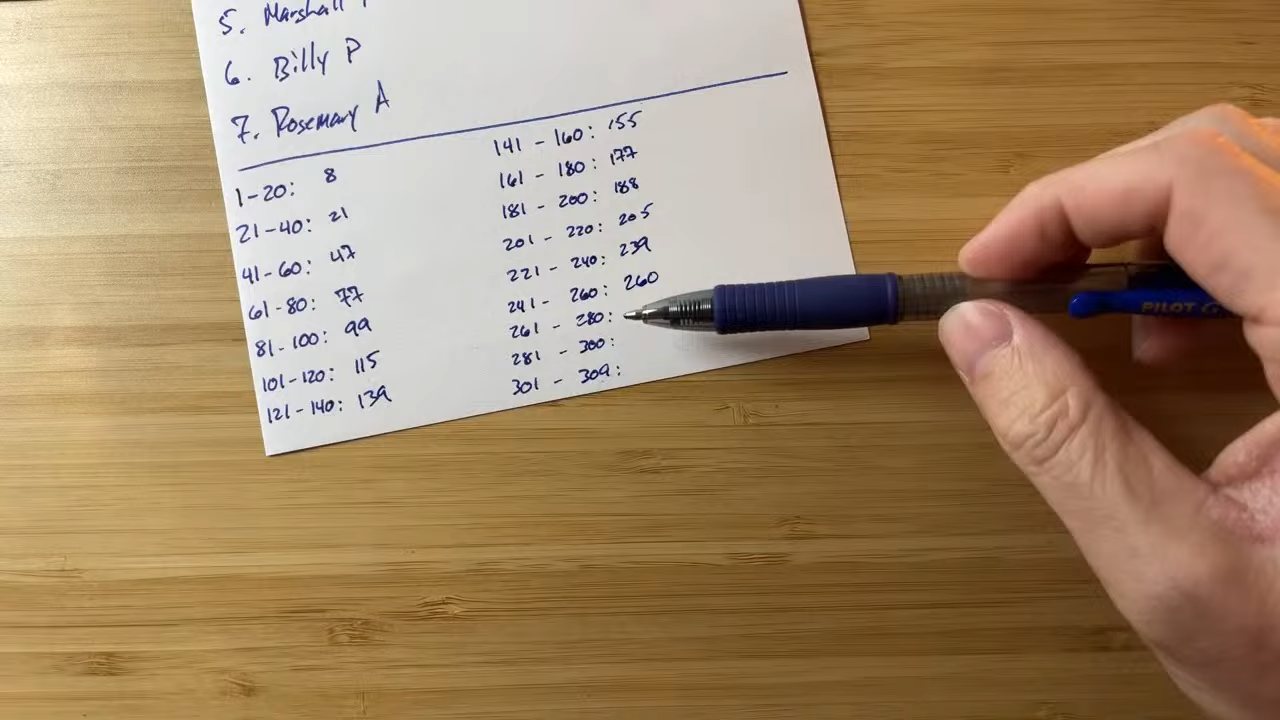 5. Marshall
6. Billy P
7. Rosemary A
1-20: 8
21-40: 21
41-60: 47
61-80: 77
81-100: 99
101-120: 115
121-140: 139
141 - 160: 155
161 - 180: 177
181 - 200: 188
201 - 220: 205
221 - 240: 239
241 - 260: 260
261 - 280:
281 - 300:
301 - 309:
PILOT